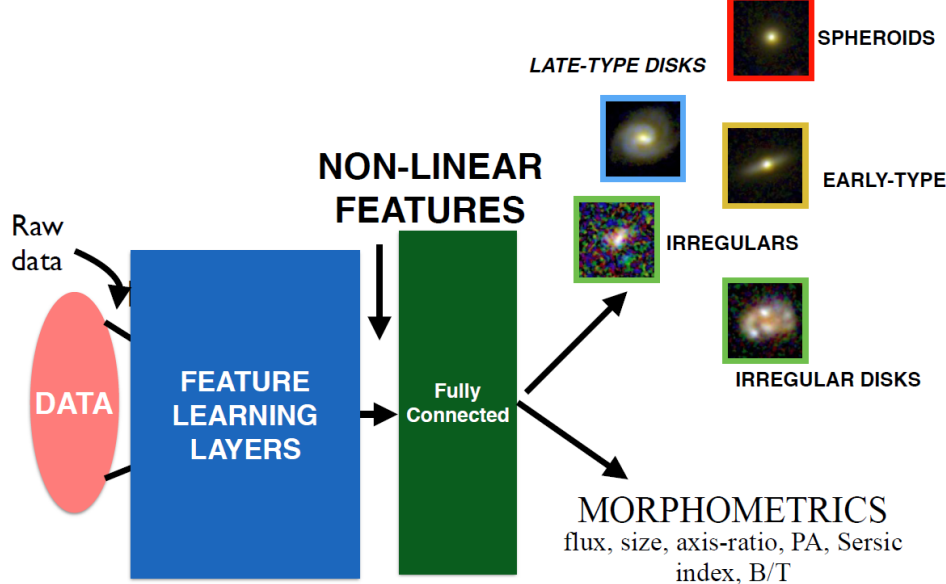 SPHEROIDS
LATE-TYPE DISKS
NON-LINEAR
FEATURES
EARLY-TYPE
Raw
data
IRREGULARS
DATA
FEATURE
LEARNING
LAYERS
Fully
Connected
IRREGULAR DISKS
MORPHOMETRICS
flux, size, axis-ratio, PA, Sersic
index, B/T